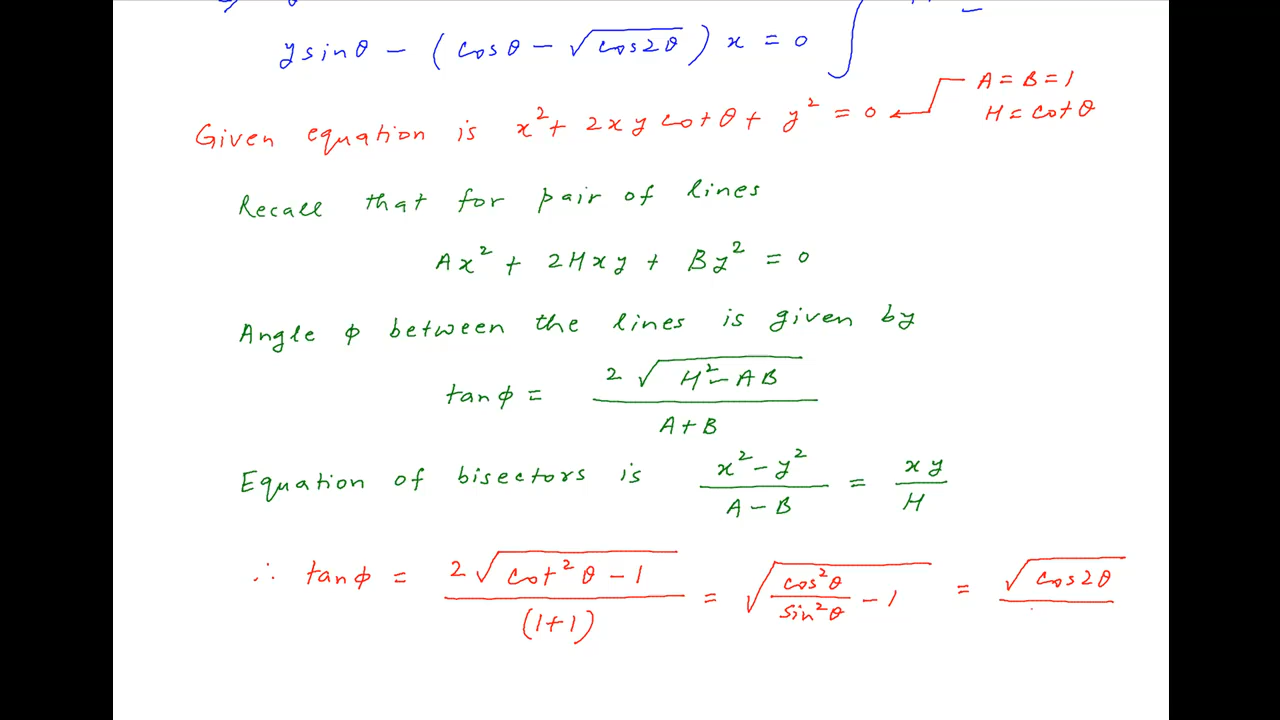 y sinθ − (cosθ − √cos2θ) x = 0
Given equation is x² + 2xy cotθ + y² = 0 ← A = B = 1
H = cotθ
Recall that for pair of lines
Ax² + 2Hxy + By² = 0
Angle φ between the lines is given by
tanφ = 2√(H² − AB) / (A + B)
Equation of bisectors is (x² − y²) / (A − B) = xy / H
∴ tanφ = 2√(cot²θ − 1) / (1+1) = √(cos²θ / sin²θ − 1) = √cos2θ